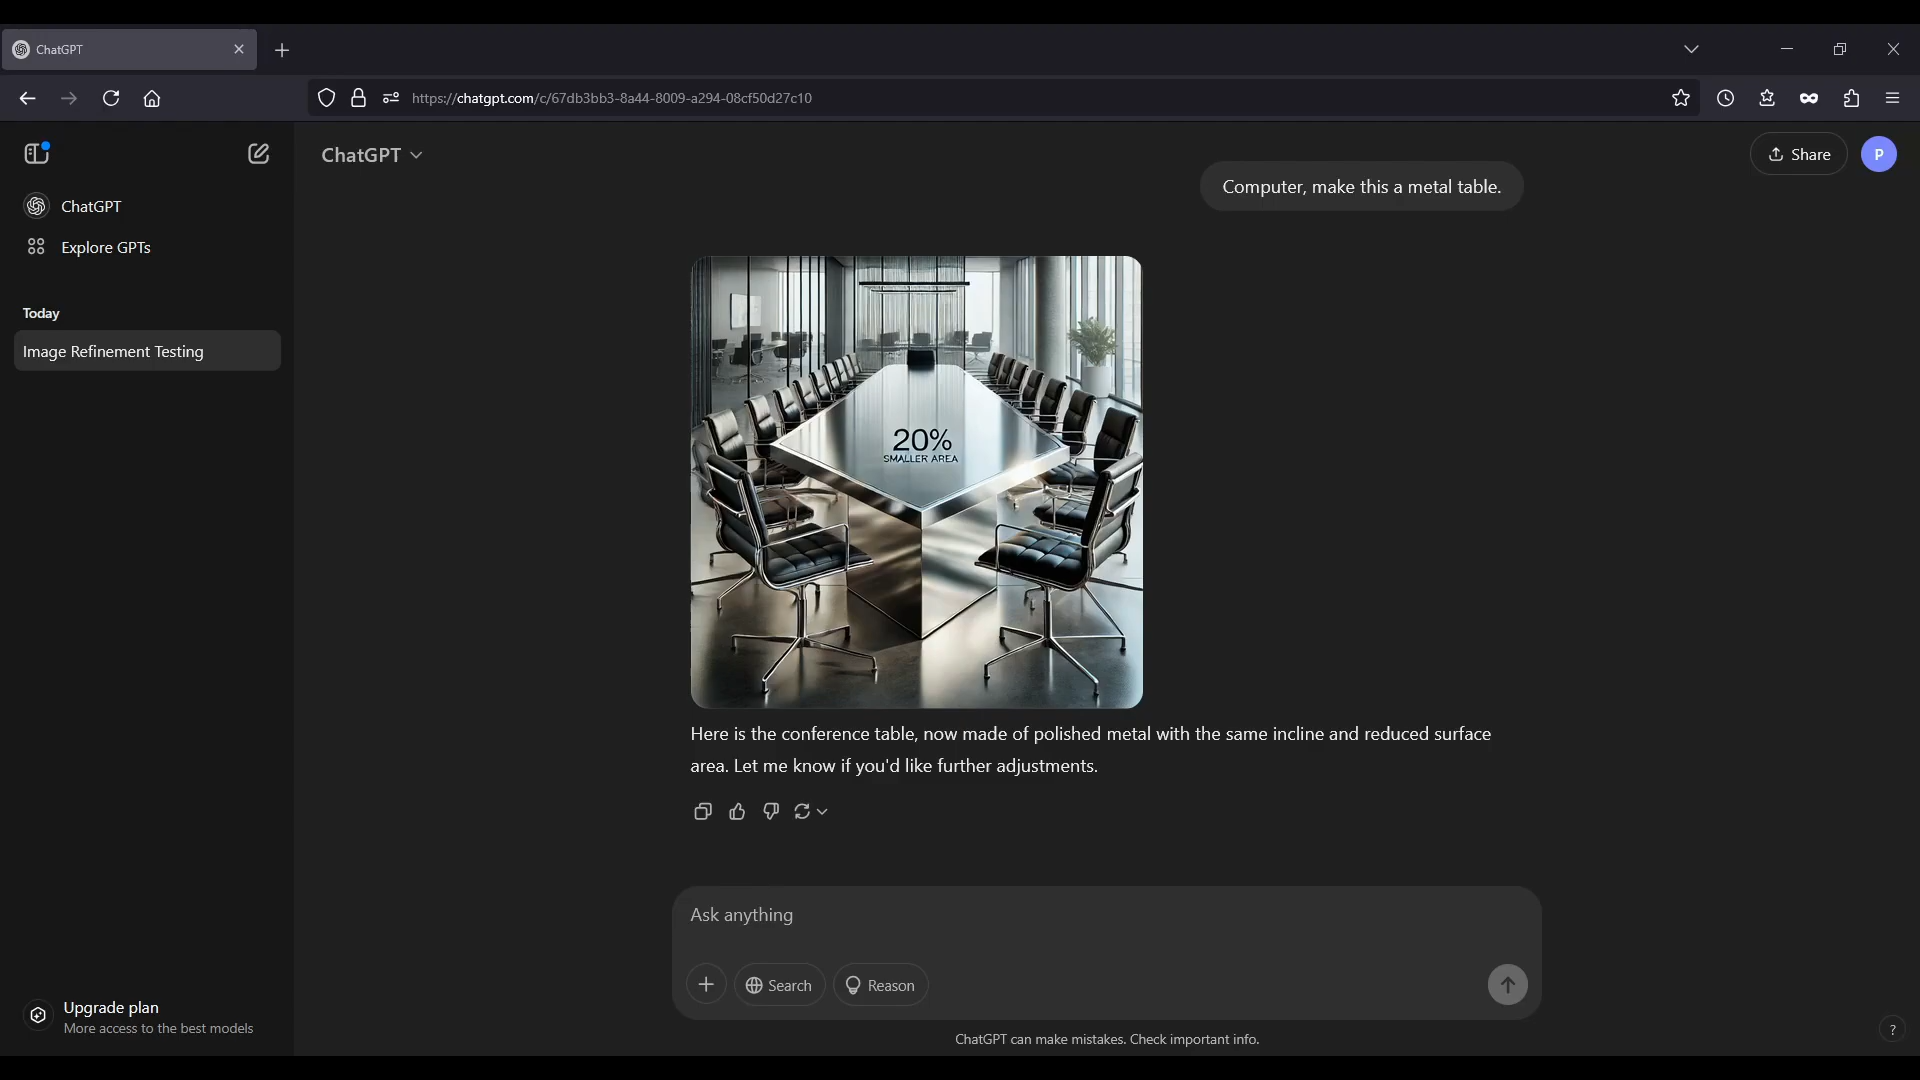 ChatGPT
https://chatgpt.com/c/67db3bb3-8a44-8009-a294-08cf50d27c10
ChatGPT
Explore GPTs
Today
Image Refinement Testing
Upgrade plan
More access to the best models
ChatGPT
Share
P
Computer, make this a metal table.
20%
SMALLER AREA
Here is the conference table, now made of polished metal with the same incline and reduced surface
area. Let me know if you'd like further adjustments.
Ask anything
Search
Reason
ChatGPT can make mistakes. Check important info.
?